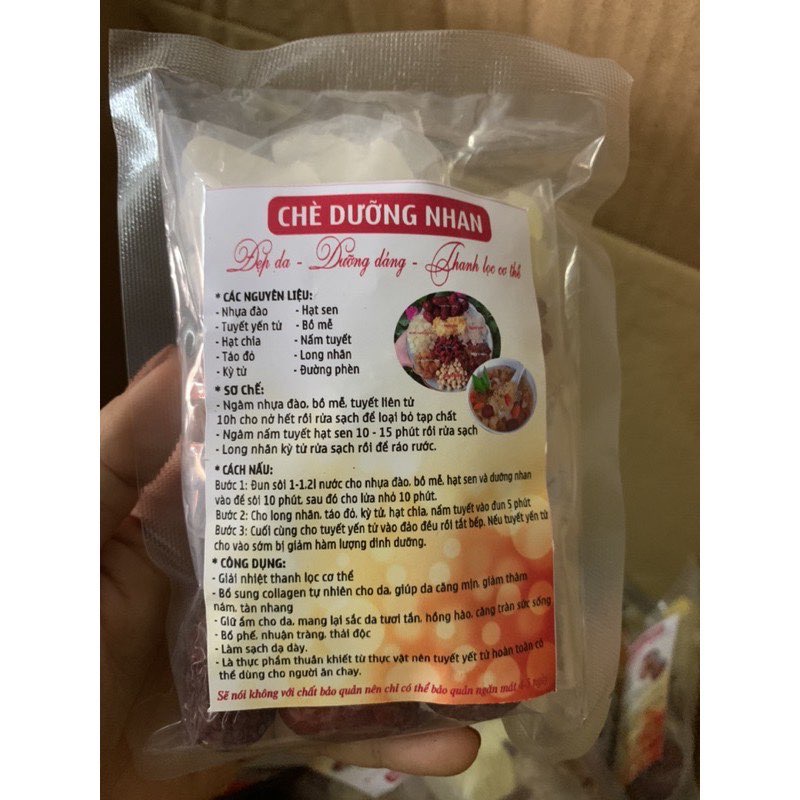 CHÈ DƯỠNG NHAN
Đẹp da - Dưỡng dáng - Thanh lọc cơ thể
* CÁC NGUYÊN LIỆU:
- Nhựa đào - Hạt sen
- Tuyết yến tử - Bồ mễ
- Hạt chia - Nấm tuyết
- Táo đỏ - Long nhãn
- Kỳ tử - Đường phèn
* SƠ CHẾ:
- Ngâm nhựa đào, bồ mễ, tuyết liên tử
10h cho nở hết rồi rửa sạch để loại bỏ tạp chất
- Ngâm nấm tuyết hạt sen 10 - 15 phút rồi rửa sạch
- Long nhãn kỳ tử rửa sạch rồi để ráo rước.
* CÁCH NẤU:
Bước 1: Đun sôi 1-1.2l nước cho nhựa đào, bồ mễ, hạt sen và dưỡng nhan
vào để sôi 10 phút, sau đó cho lửa nhỏ 10 phút.
Bước 2: Cho long nhãn, táo đỏ, kỳ tử, hạt chia, nấm tuyết vào đun 5 phút
Bước 3: Cuối cùng cho tuyết yến tử vào đảo đều rồi tắt bếp. Nếu tuyết yến tử
cho vào sớm bị giảm hàm lượng dinh dưỡng.
* CÔNG DỤNG:
- Giải nhiệt thanh lọc cơ thể
- Bổ sung collagen tự nhiên cho da, giúp da căng mịn, giảm thâm
nám, tàn nhang
- Giữ ẩm cho da, mang lại sắc da tươi tắn, hồng hào, căng tràn sức sống
- Bổ phế, nhuận tràng, thải độc
- Làm sạch dạ dày.
- Là thực phẩm thuần khiết từ thực vật nên tuyết yết tử hoàn toàn có
thể dùng cho người ăn chay.
Sẽ nói không với chất bảo quản nên chỉ có thể bảo quản ngăn mát 4-5 ngày